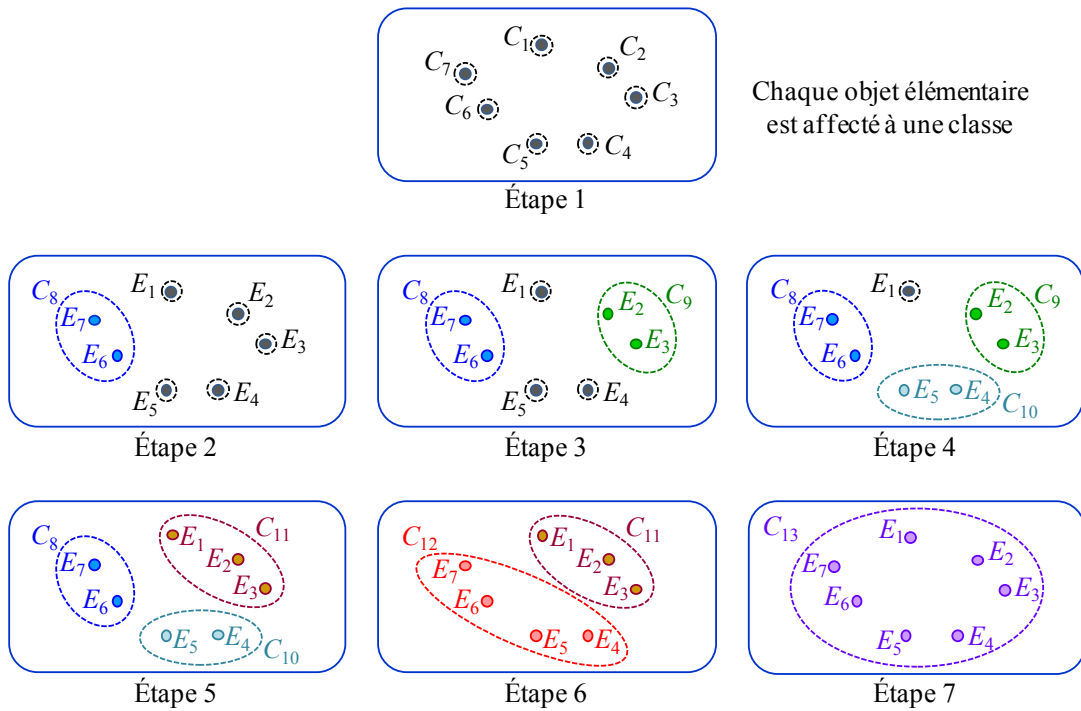 C1
C2
C7
C3
C6
C5
C4
Chaque objet élémentaire
est affecté à une classe
Étape 1
C8
E1
E2
E7
E3
E6
E5
E4
Étape 2
C8
E1
C9
E7
E2
E6
E3
E5
E4
Étape 3
C8
E1
C9
E7
E2
E6
E3
E5
E4
C10
Étape 4
C8
E1
C11
E7
E2
E3
E6
E5
E4
C10
Étape 5
C12
E1
C11
E7
E2
E3
E6
E5
E4
Étape 6
C13
E1
E2
E7
E3
E6
E5
E4
Étape 7